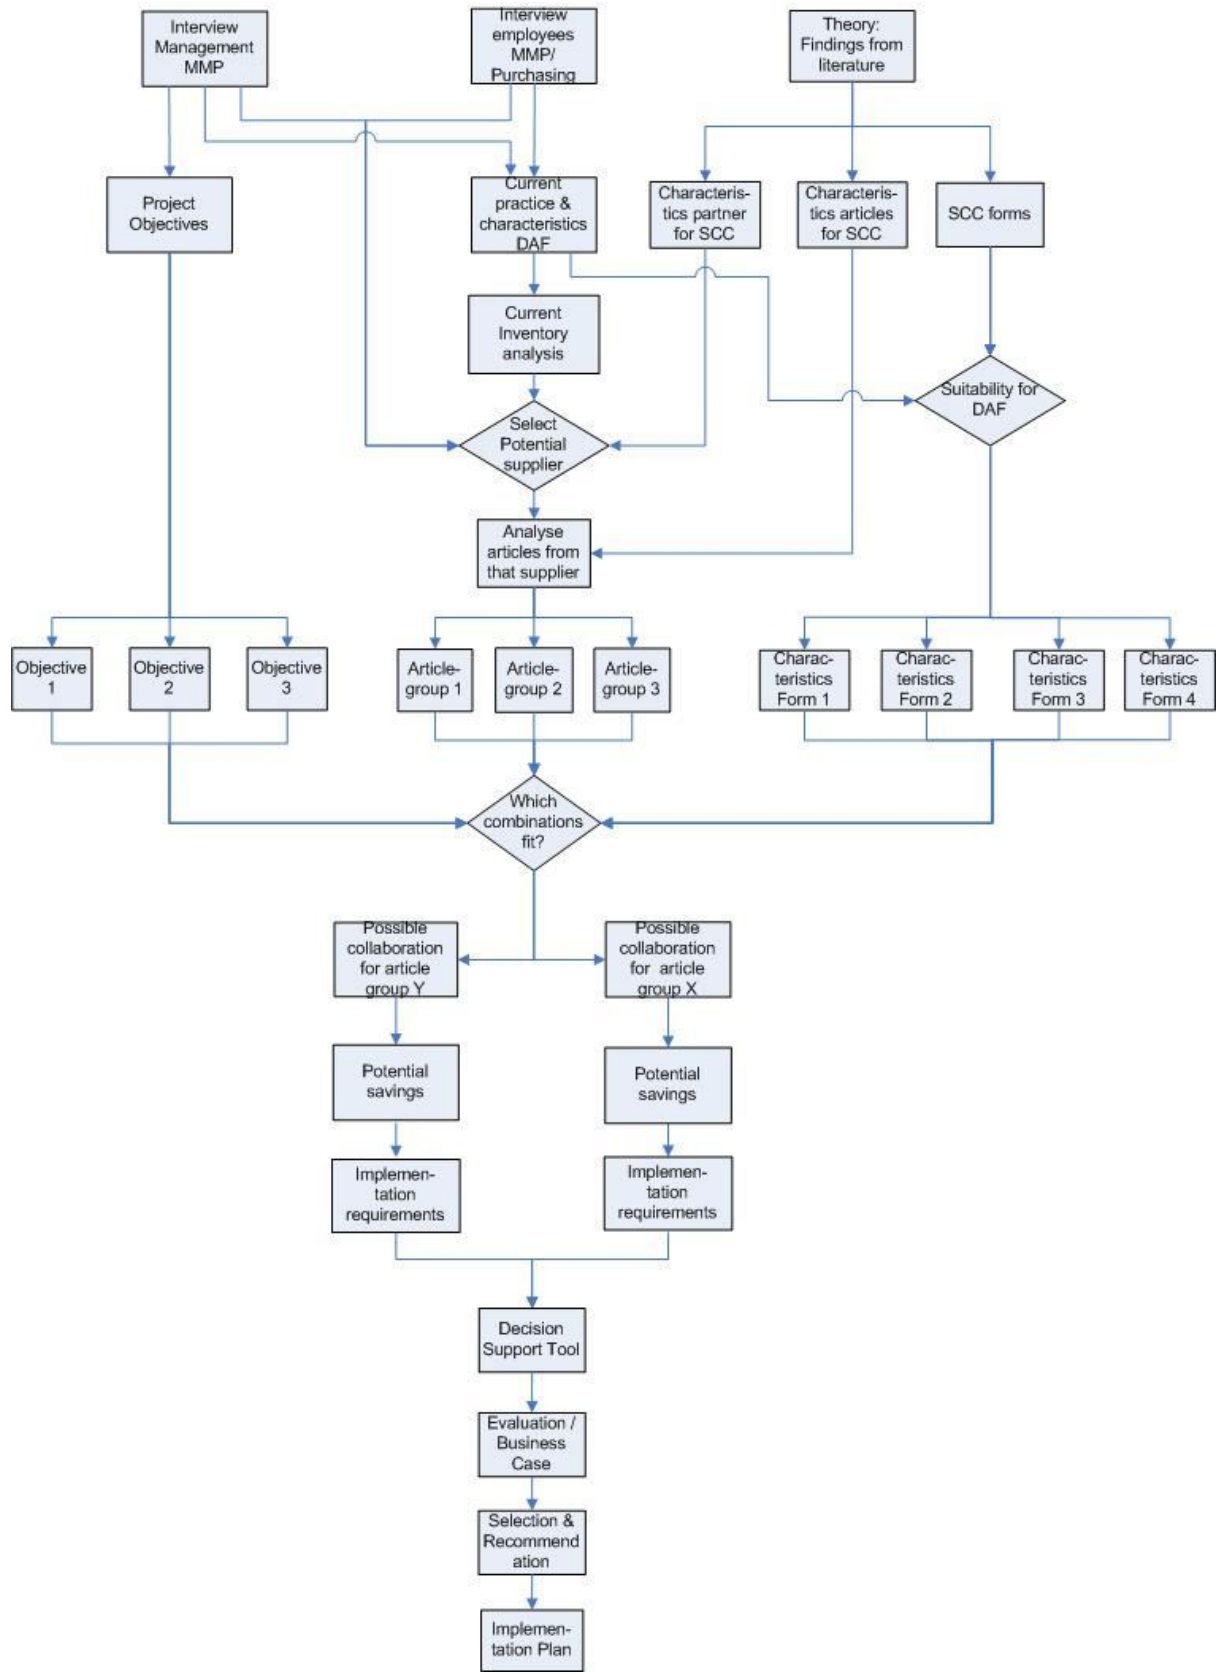 Interview
Management
MMP
Interview
employees
MMP/
Purchasing
Theory:
Findings from
literature
Project
Objectives
Current
practice &
characteristics
DAF
Characteris-
tics partner
for SCC
Characteris-
tics articles
for SCC
SCC forms
Current
Inventory
analysis
Suitability for
DAF
Select
Potential
supplier
Analyse
articles from
that supplier
Objective
1
Objective
2
Objective
3
Article-
group 1
Article-
group 2
Article-
group 3
Charac-
teristics
Form 1
Charac-
teristics
Form 2
Charac-
teristics
Form 3
Charac-
teristics
Form 4
Which
combinations
fit?
Possible
collaboration
for article
group Y
Possible
collaboration
for article
group X
Potential
savings
Potential
savings
Implemen-
tation
requirements
Implemen-
tation
requirements
Decision
Support Tool
Evaluation /
Business
Case
Selection &
Recommend
ation
Implemen-
tation Plan